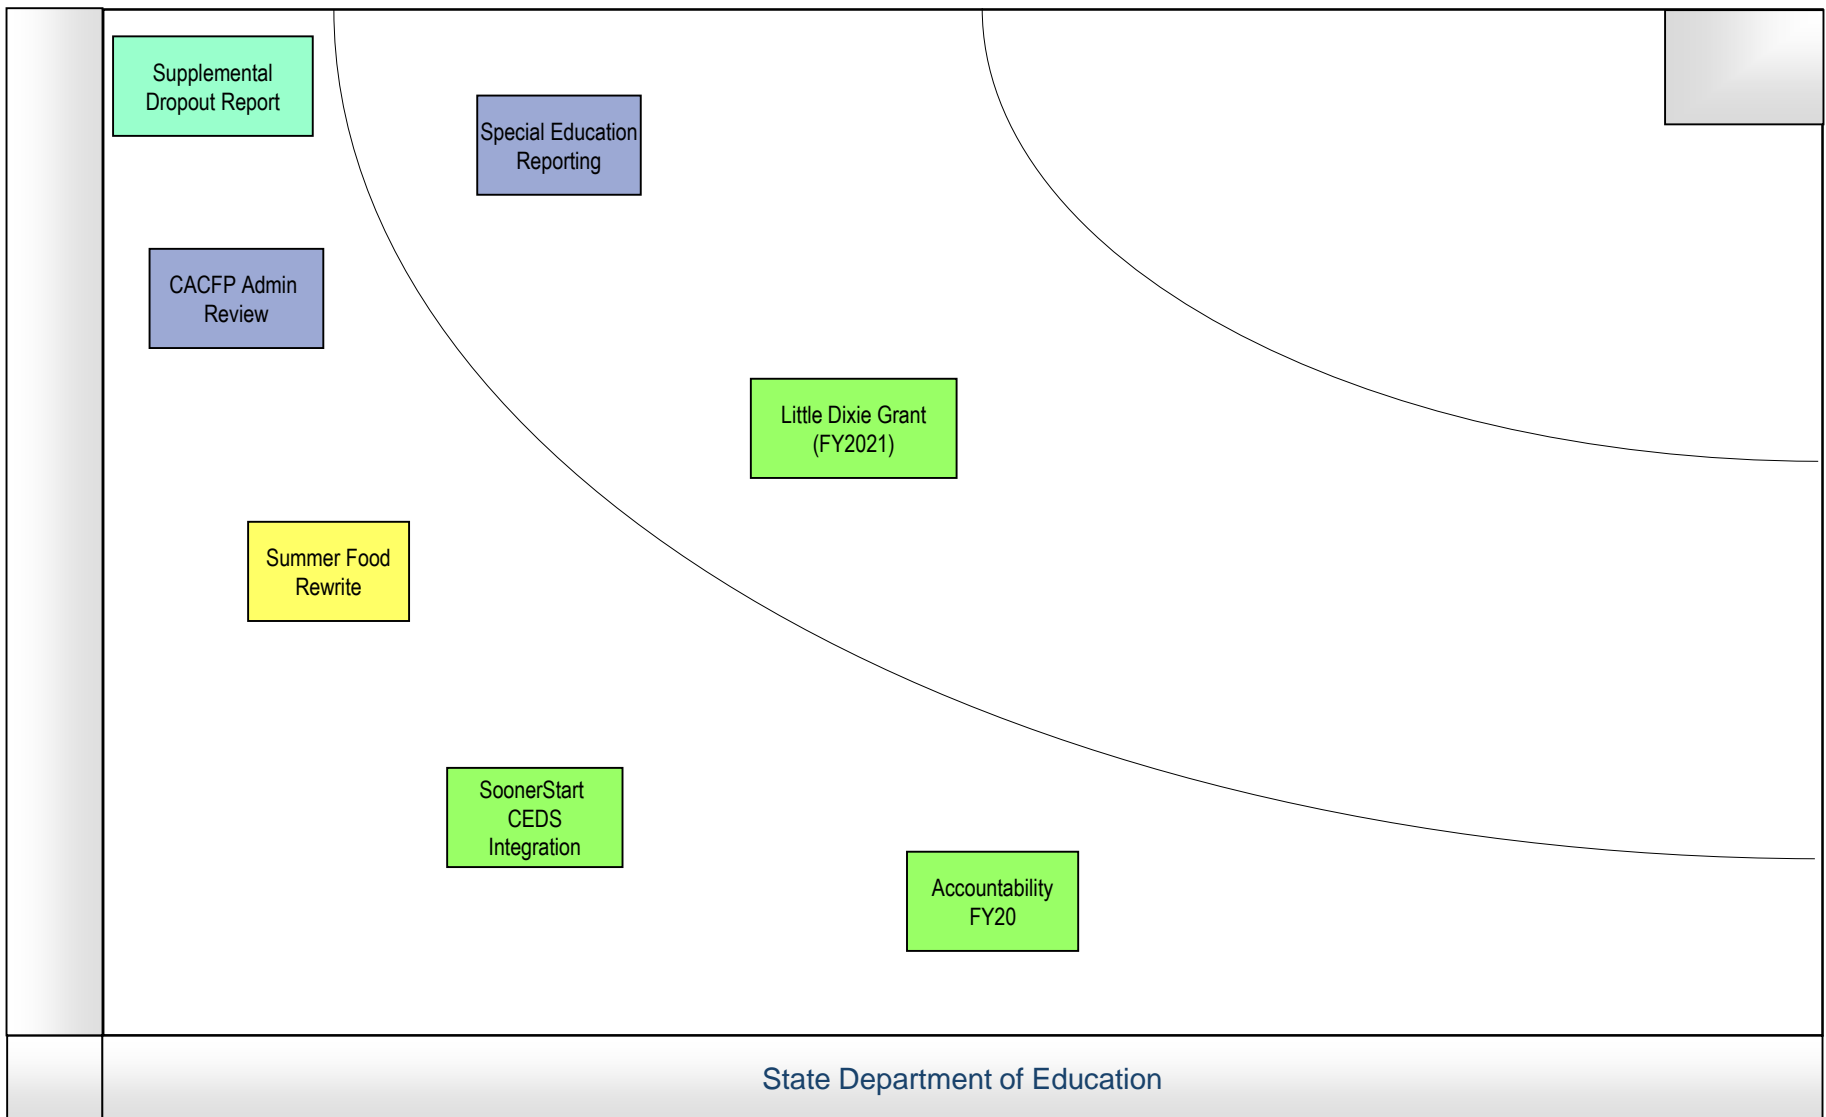 Supplemental
Dropout Report
Special Education
Reporting
CACFP Admin
Review
Little Dixie Grant
(FY2021)
Summer Food
Rewrite
SoonerStart
CEDS
Integration
Accountability
FY20
State Department of Education